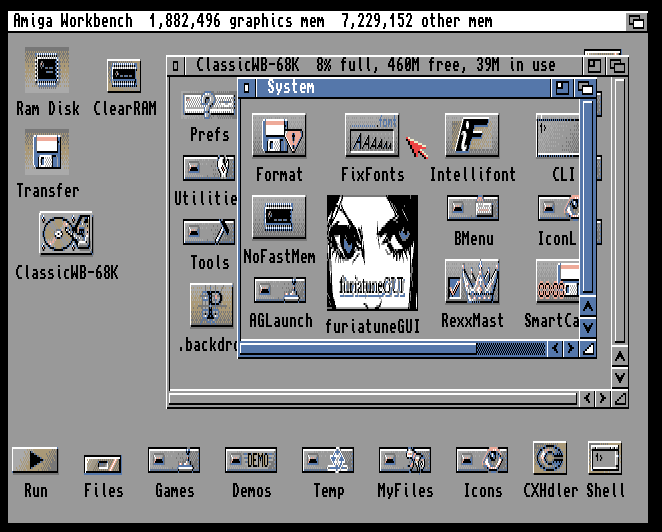 Amiga Workbench 1,882,496 graphics mem 7,229,152 other mem
ClassicWB-68K 8% full, 460M free, 39M in use
System
Ram Disk
ClearRAM
Transfer
ClassicWB-68K
Prefs
Utilitie
Tools
.backdr
.fons
AAAAAA
Format
FixFonts
Intellifont
CLI
NoFastMem
furiatuneGUI
BMenu
IconL
AGLaunch
furiatuneGUI
RexxMast
SmartCa
DEMO
Run
Files
Games
Demos
Temp
MyFiles
Icons
CXHdler
Shell